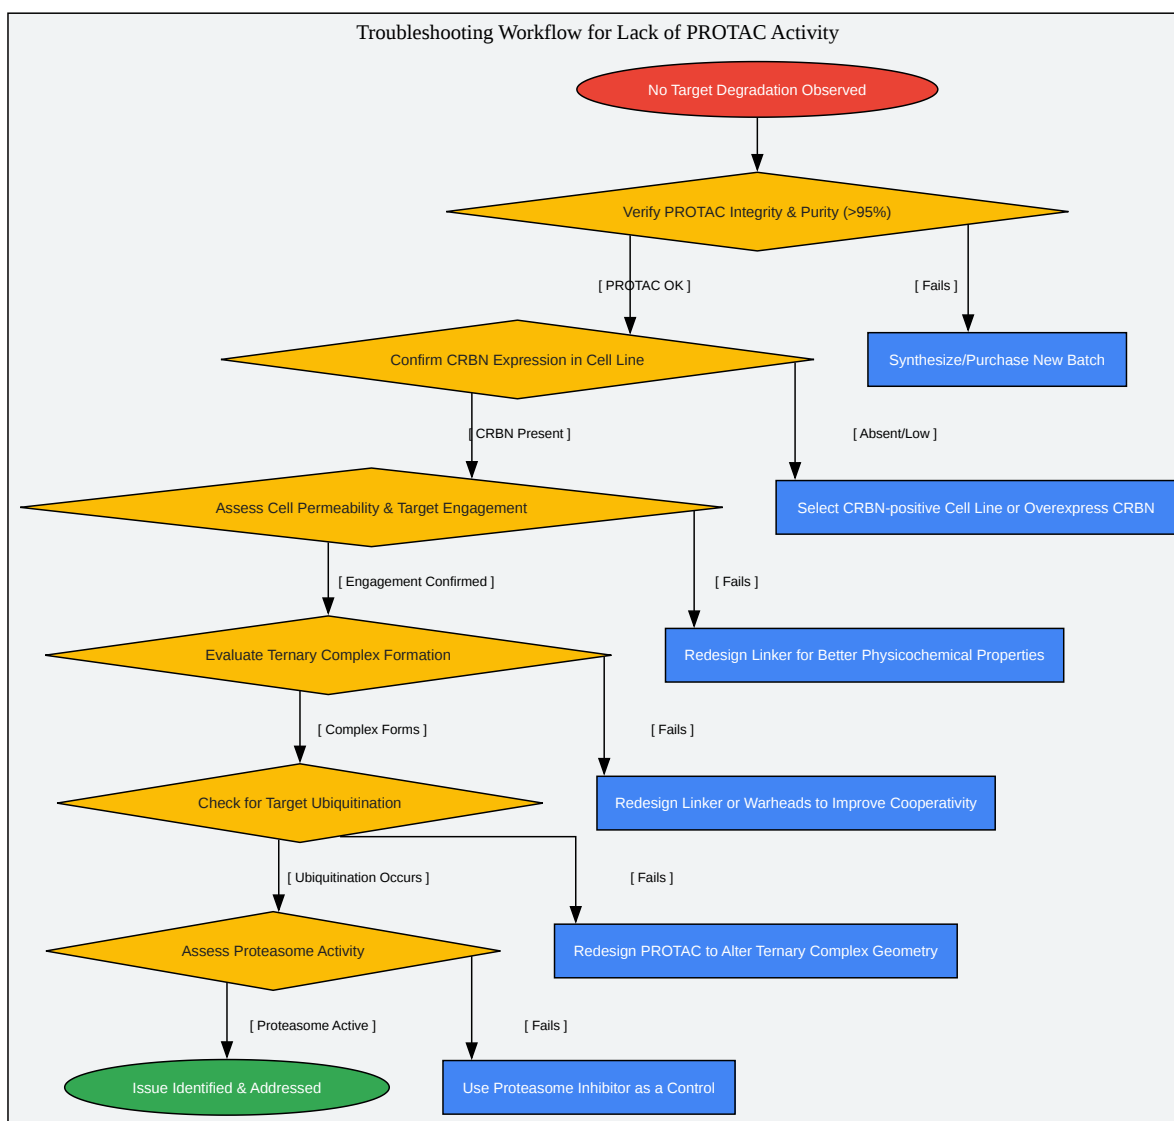 Troubleshooting Workflow for Lack of PROTAC Activity
No Target Degradation Observed
Verify PROTAC Integrity & Purity (>95%)
[ PROTAC OK ]
[ Fails ]
Confirm CRBN Expression in Cell Line
Synthesize/Purchase New Batch
[ CRBN Present ]
[ Absent/Low ]
Assess Cell Permeability & Target Engagement
Select CRBN-positive Cell Line or Overexpress CRBN
[ Engagement Confirmed ]
[ Fails ]
Evaluate Ternary Complex Formation
Redesign Linker for Better Physicochemical Properties
[ Complex Forms ]
[ Fails ]
Check for Target Ubiquitination
Redesign Linker or Warheads to Improve Cooperativity
[ Ubiquitination Occurs ]
[ Fails ]
Assess Proteasome Activity
Redesign PROTAC to Alter Ternary Complex Geometry
[ Proteasome Active ]
[ Fails ]
Issue Identified & Addressed
Use Proteasome Inhibitor as a Control